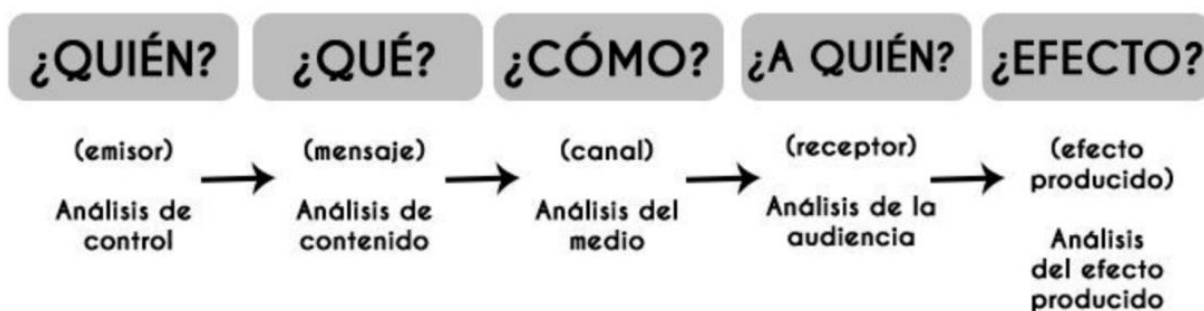 ¿QUIÉN?
¿QUÉ?
¿CÓMO?
¿A QUIÉN?
¿EFECTO?
(emisor)
Análisis de
control
(mensaje)
Análisis de
contenido
(canal)
Análisis del
medio
(receptor)
Análisis de la
audiencia
(efecto
producido)
Análisis
del efecto
producido